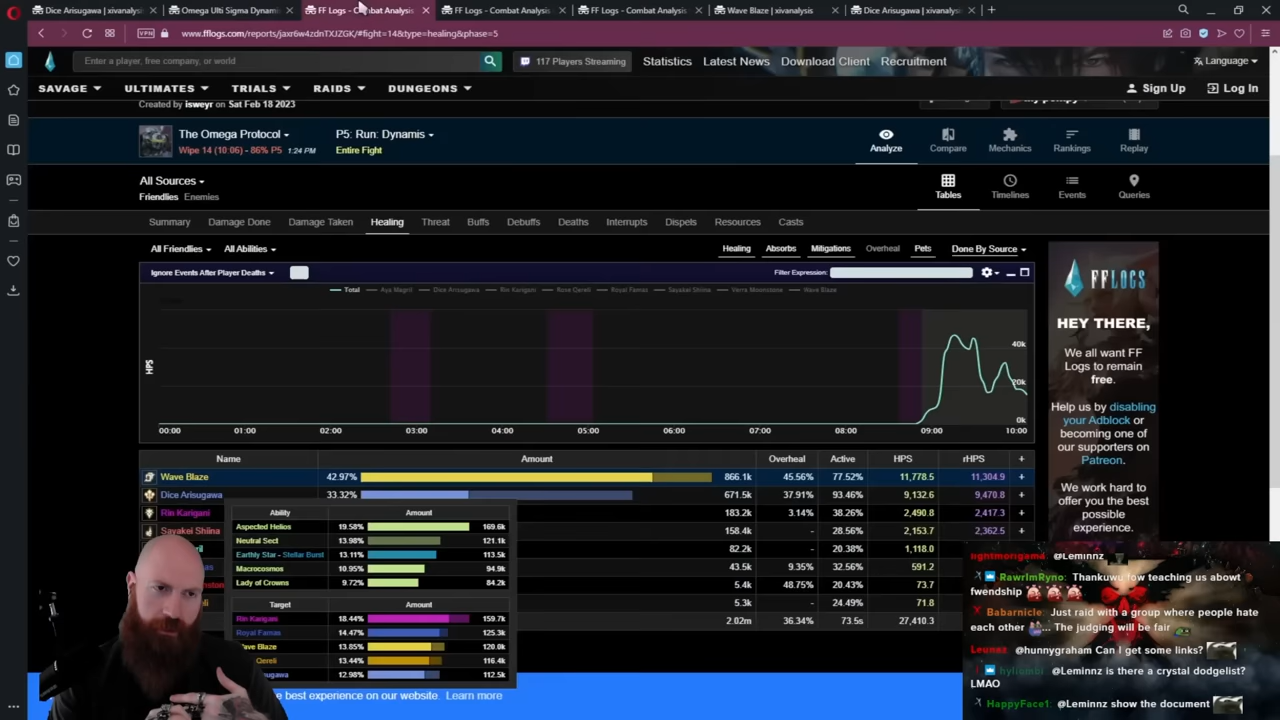 Dice Arisugawa | xivanalysis
Omega Ulti Sigma Dynami
FF Logs - Combat Analysis
FF Logs - Combat Analysis
FF Logs - Combat Analysis
Wave Blaze | xivanalysis
Dice Arisugawa | xivanalysis
VPN
www.fflogs.com/reports/jaxr6w4zdnTXJZGK/#fight=14&type=healing&phase=5
Enter a player, free company, or world
117 Players Streaming
Statistics
Latest News
Download Client
Recruitment
Language
SAVAGE
ULTIMATES
TRIALS
RAIDS
DUNGEONS
Sign Up
Log In
Created by isweyr on Sat Feb 18 2023
The Omega Protocol
Wipe 14 (10:06) - 86% P5 1:24 PM
P5: Run: Dynamis
Entire Fight
Analyze
Compare
Mechanics
Rankings
Replay
All Sources
Friendlies Enemies
Tables
Timelines
Events
Queries
Summary Damage Done Damage Taken Healing Threat Buffs Debuffs Deaths Interrupts Dispels Resources Casts
All Friendlies All Abilities
Healing Absorbs Mitigations Overheal Pets Done By Source
Ignore Events After Player Deaths
Filter Expression:
Total Aya Magril Dice Arisugawa Rin Karigani Rose Qereli Royal Famas Sayakei Shiina Verra Moonstone Wave Blaze
HPS
40k
20k
0k
00:00 01:00 02:00 03:00 04:00 05:00 06:00 07:00 08:00 09:00 10:00
Name Amount Overheal Active HPS rHPS +
Wave Blaze 42.97% 866.1k 45.56% 77.52% 11,778.5 11,304.9 +
Dice Arisugawa 33.32% 671.5k 37.91% 93.46% 9,132.6 9,470.8 +
Rin Karigani 183.2k 3.14% 38.26% 2,490.8 2,417.3 +
Sayakei Shiina 158.4k - 28.56% 2,153.7 2,362.5 +
82.2k - 20.38% 1,118.0
43.5k 9.35% 32.56% 591.2
5.4k 48.75% 20.43% 73.7
5.3k - 24.49% 71.8
2.02m 36.34% 73.5s 27,410.3
Ability Amount
Aspected Helios 19.58% 169.6k
Neutral Sect 13.98% 121.1k
Earthly Star - Stellar Burst 13.11% 113.5k
Macrocosmos 10.95% 94.9k
Lady of Crowns 9.72% 84.2k
Target Amount
Rin Karigani 18.44% 159.7k
Royal Famas 14.47% 125.3k
Wave Blaze 13.85% 120.0k
Qereli 13.44% 116.4k
12.98% 112.5k
best experience on our website. Learn more
FFLOGS
HEY THERE,
We all want FF
Logs to remain
free.
Help us by disabling
your Adblock or
becoming one of
our supporters on
Patreon.
We work hard to
offer you the best
possible
experience.
@Leminnz
RawrImRyno: Thankuwu fow teaching us abowt
fwendship
Babarnicle: Just raid with a group where people hate
each other ... The judging will be fair
Leunaz: @hunnygraham Can I get some links?
hyliombi: @Leminnz is there a crystal dodgelist?
LMAO
HappyFace1: @Leminnz show the document